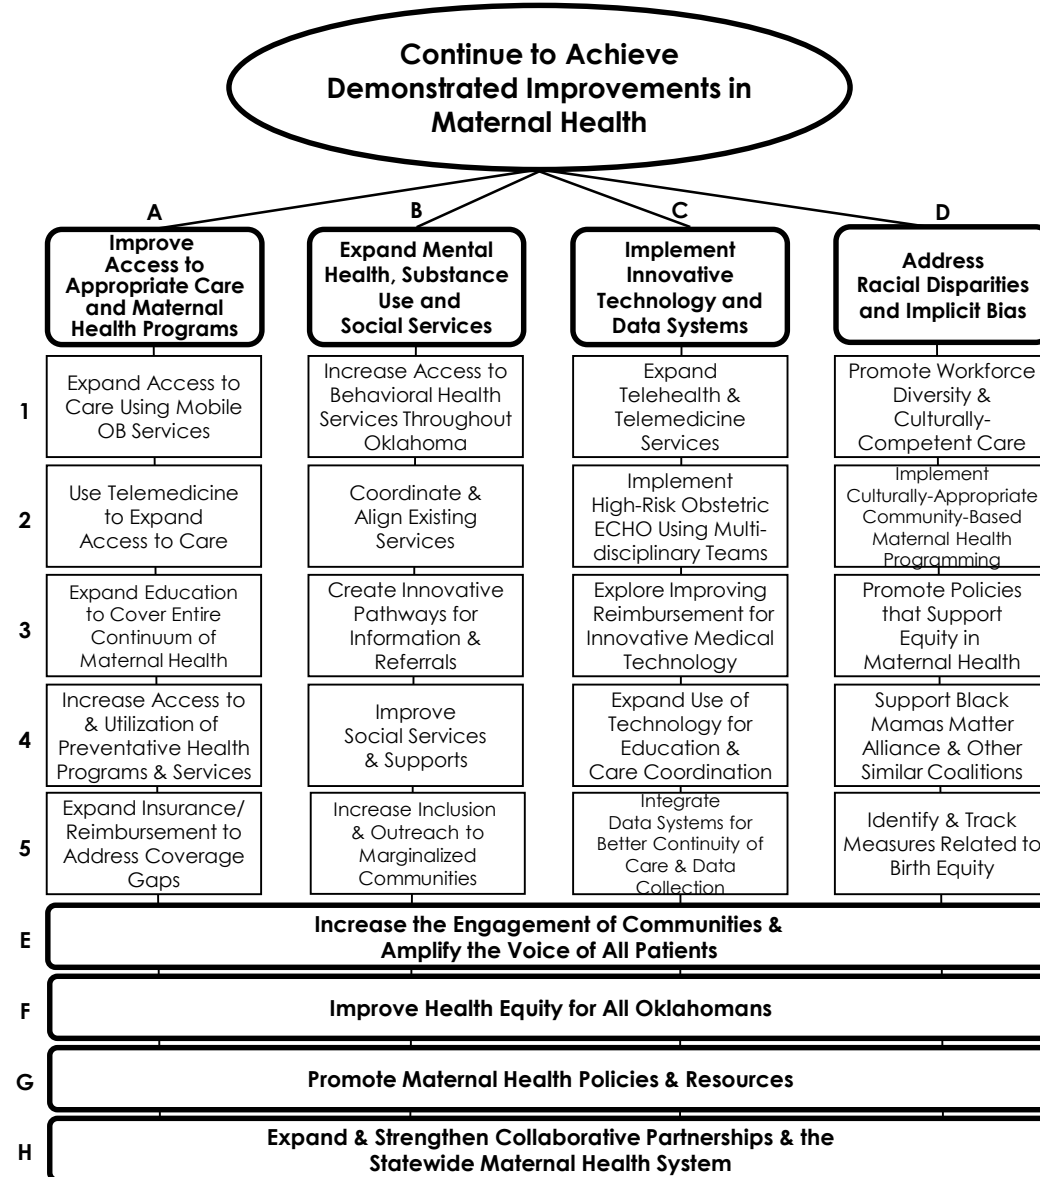 Continue to Achieve
Demonstrated Improvements in
Maternal Health
A
B
C
D
Improve
Access to
Appropriate Care
and Maternal
Health Programs
Expand Mental
Health, Substance
Use and
Social Services
Implement
Innovative
Technology and
Data Systems
Address
Racial Disparities
and Implicit Bias
1
Expand Access to
Care Using Mobile
OB Services
Increase Access to
Behavioral Health
Services Throughout
Oklahoma
Expand
Telehealth &
Telemedicine
Services
Promote Workforce
Diversity &
Culturally-
Competent Care
2
Use Telemedicine
to Expand
Access to Care
Coordinate &
Align Existing
Services
Implement
High-Risk Obstetric
ECHO Using Multi-
disciplinary Teams
Implement
Culturally-Appropriate
Community-Based
Maternal Health
Programming
3
Expand Education
to Cover Entire
Continuum of
Maternal Health
Create Innovative
Pathways for
Information &
Referrals
Explore Improving
Reimbursement for
Innovative Medical
Technology
Promote Policies
that Support
Equity in
Maternal Health
4
Increase Access to
& Utilization of
Preventative Health
Programs & Services
Improve
Social Services
& Supports
Expand Use of
Technology for
Education &
Care Coordination
Support Black
Mamas Matter
Alliance & Other
Similar Coalitions
5
Expand Insurance/
Reimbursement to
Address Coverage
Gaps
Increase Inclusion
& Outreach to
Marginalized
Communities
Integrate
Data Systems for
Better Continuity of
Care & Data
Collection
Identify & Track
Measures Related to
Birth Equity
E
Increase the Engagement of Communities &
Amplify the Voice of All Patients
F
Improve Health Equity for All Oklahomans
G
Promote Maternal Health Policies & Resources
H
Expand & Strengthen Collaborative Partnerships & the
Statewide Maternal Health System